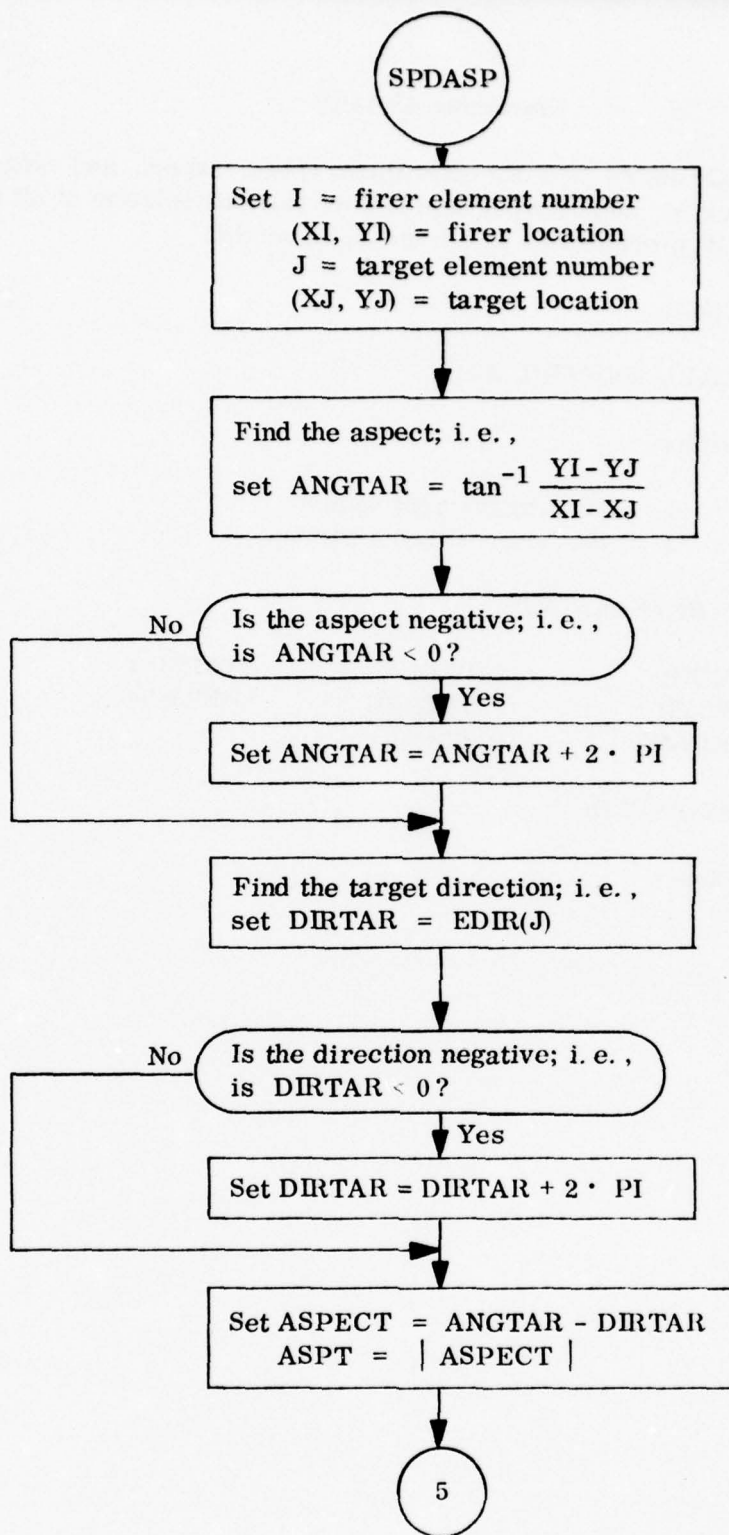 SPDASP
Set I = firer element number
(XI, YI) = firer location
J = target element number
(XJ, YJ) = target location
Find the aspect; i.e.,
set ANGTAR = tan⁻¹ (YI - YJ)/(XI - XJ)
No
Is the aspect negative; i.e.,
is ANGTAR < 0?
Yes
Set ANGTAR = ANGTAR + 2 · PI
Find the target direction; i.e.,
set DIRTAR = EDIR(J)
No
Is the direction negative; i.e.,
is DIRTAR < 0?
Yes
Set DIRTAR = DIRTAR + 2 · PI
Set ASPECT = ANGTAR - DIRTAR
ASPT = | ASPECT |
5